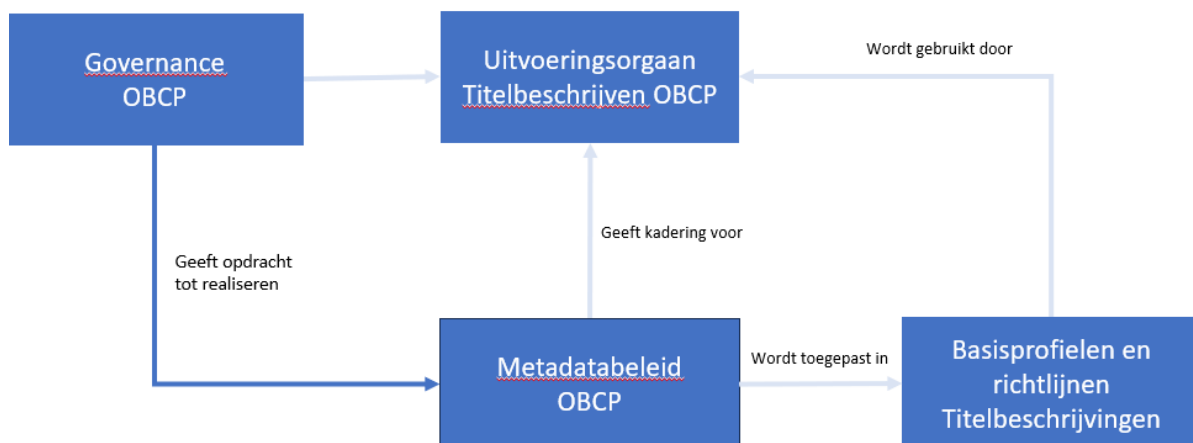 Governance
OBCP
Uitvoeringsorgaan
Titelbeschrijven OBCP
Wordt gebruikt door
Geeft opdracht
tot realiseren
Geeft kadering voor
Metadatabeleid
OBCP
Wordt toegepast in
Basisprofielen en
richtlijnen
Titelbeschrijvingen